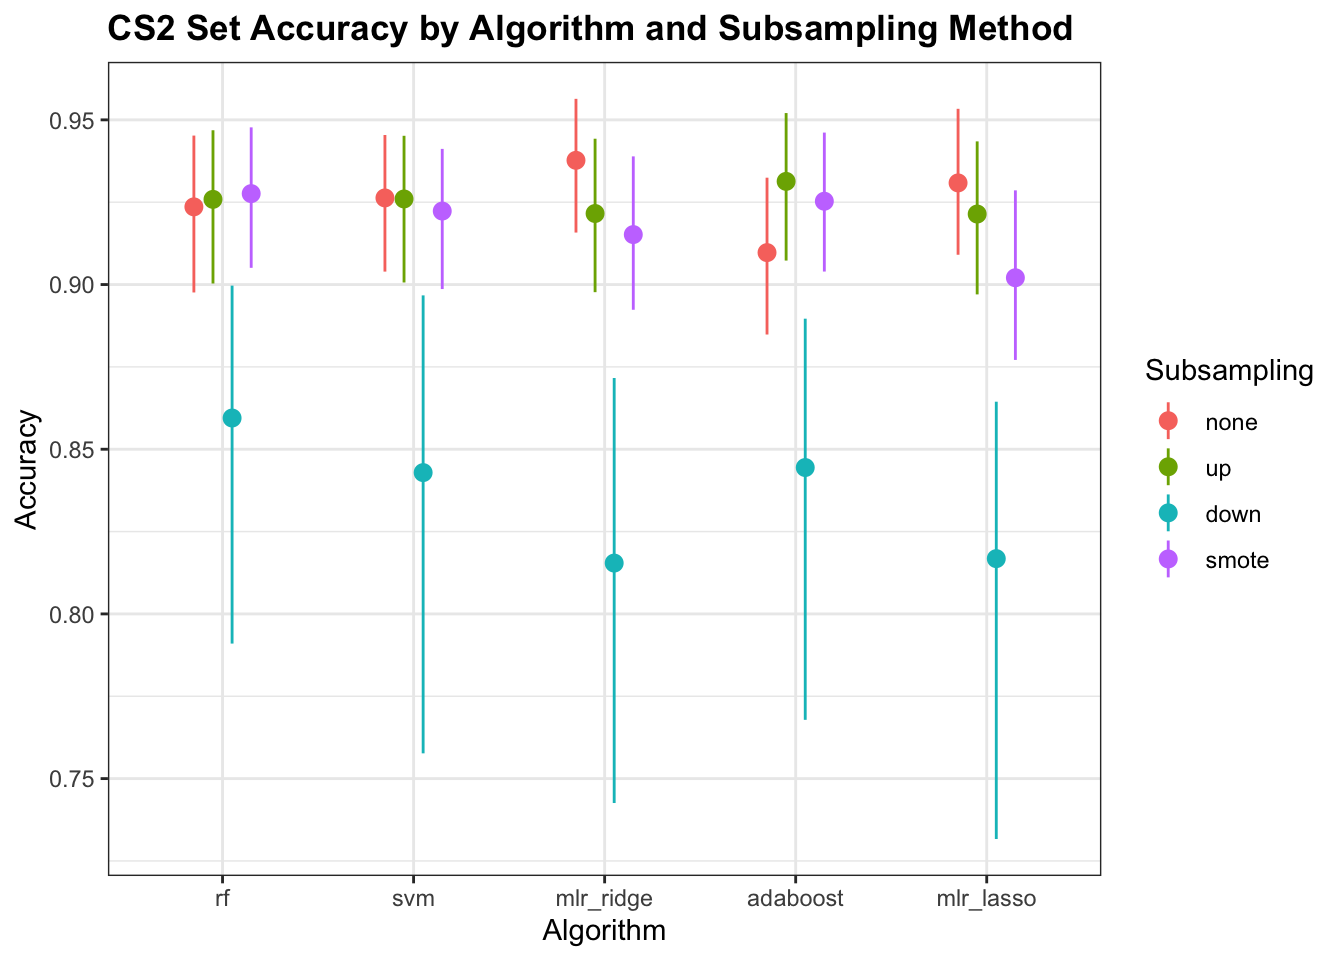 CS2 Set Accuracy by Algorithm and Subsampling Method
Accuracy
0.95
0.90
0.85
0.80
0.75
rf
svm
mlr_ridge
adaboost
mlr_lasso
Algorithm
Subsampling
none
up
down
smote